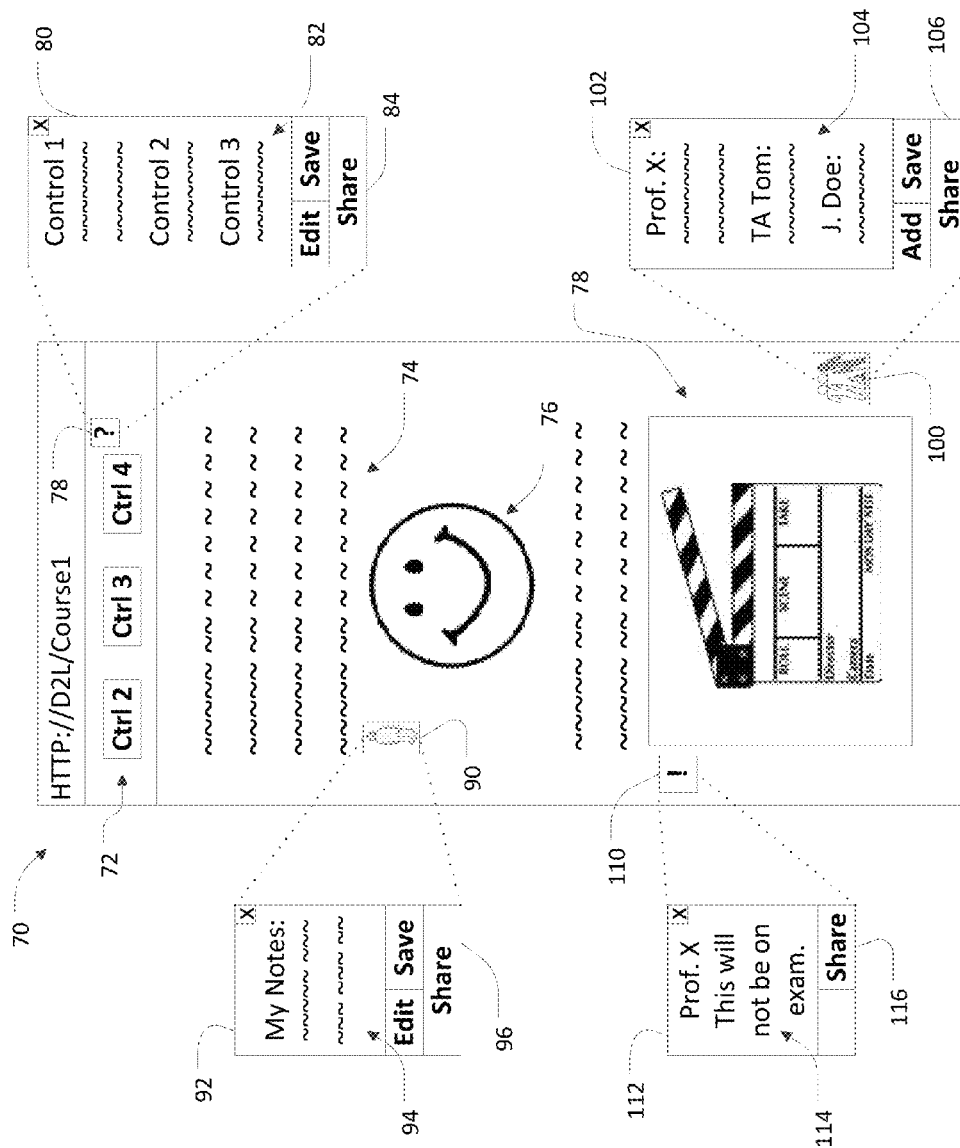 70
HTTP://D2L/Course1
78
72
Ctrl 2 Ctrl 3 Ctrl 4 ?
74
76
78
80
X
Control 1
Control 2
Control 3
82
Edit Save
Share
84
92
X
My Notes:
94
Edit Save
Share
96
90
102
X
Prof. X:
TA Tom:
J. Doe:
104
Add Save
Share
106
100
110
!
112
X
Prof. X
This will
not be on
exam.
114
Share
116
SCENE